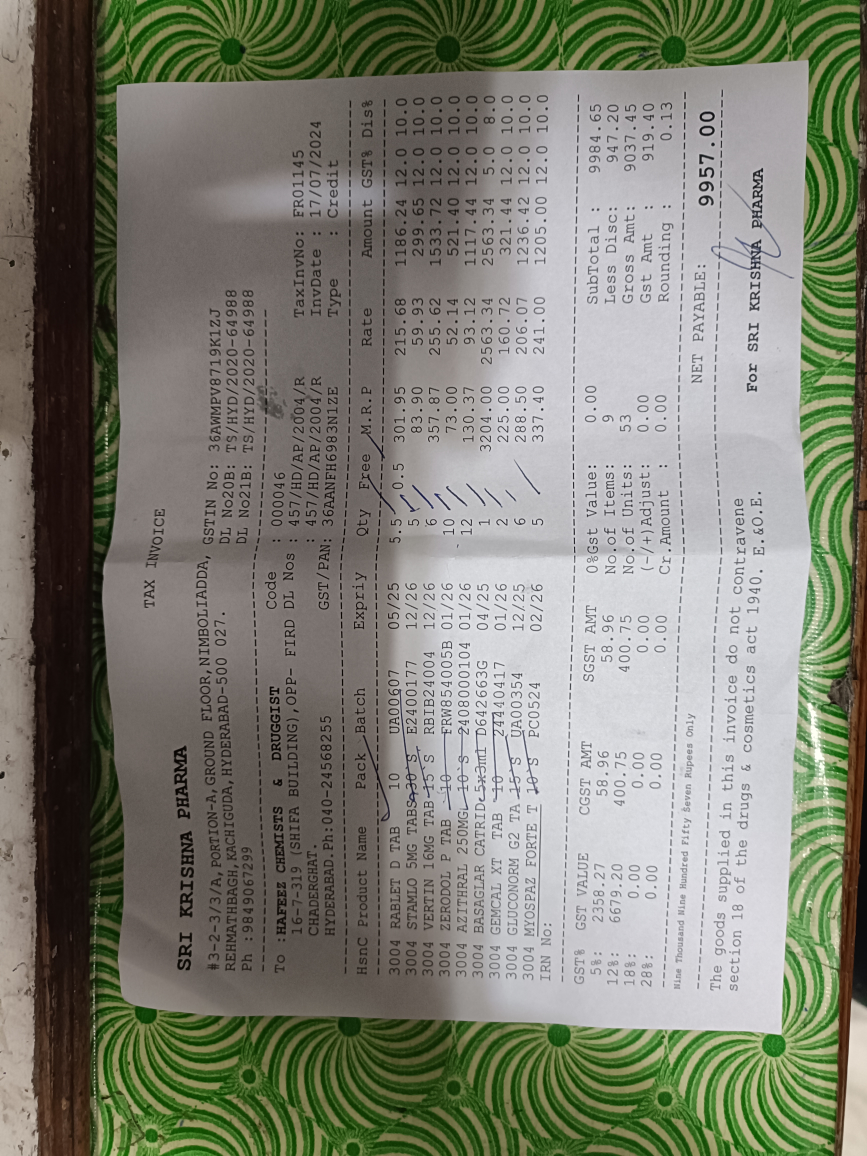 TAX INVOICE
SRI KRISHNA PHARMA
#3-2-3/3/A, PORTION-A, GROUND FLOOR, NIMBOLIADDA, GSTIN No: 36AWMPV8719K1ZJ
REHMATHBAGH, KACHIGUDA, HYDERABAD-500 027. DL No20B: TS/HYD/2020-64988
Ph :9849067299 DL No21B: TS/HYD/2020-64988
To :HAFEEZ CHEMISTS & DRUGGIST Code : 000046
16-7-319 (SHIFA BUILDING), OPP- FIRD DL Nos : 457/HD/AP/2004/R TaxInvNo: FR01145
CHADERGHAT. : 457/HD/AP/2004/R InvDate : 17/07/2024
HYDERABAD. Ph:040-24568255 GST/PAN: 36AANFH6983N1ZE Type : Credit
HsnC Product Name Pack Batch Expriy Qty Free M.R.P Rate Amount GST% Dis%
3004 RABLET D TAB 10 UA00607 05/25 5.5 0.5 301.95 215.68 1186.24 12.0 10.0
3004 STAMLO 5MG TABS 30'S E2400177 12/26 5 83.90 59.93 299.65 12.0 10.0
3004 VERTIN 16MG TAB 15'S RBIB24004 12/26 6 357.87 255.62 1533.72 12.0 10.0
3004 ZERODOL P TAB 10 FRW854005B 01/26 10 73.00 52.14 521.40 12.0 10.0
3004 AZITHRAL 250MG 10'S 2408000104 01/26 12 130.37 93.12 1117.44 12.0 10.0
3004 BASAGLAR CATRID 5x3ml D642663G 04/25 1 3204.00 2563.34 2563.34 5.0 8.0
3004 GEMCAL XT TAB 10 24440417 01/26 2 225.00 160.72 321.44 12.0 10.0
3004 GLUCONORM G2 TA 15'S UA00354 12/25 6 288.50 206.07 1236.42 12.0 10.0
3004 MYOSPAZ FORTE T 10'S PC0524 02/26 5 337.40 241.00 1205.00 12.0 10.0
IRN No:
GST% GST VALUE CGST AMT SGST AMT 0%Gst Value: 0.00 SubTotal : 9984.65
5%: 2358.27 58.96 58.96 No.of Items: 9 Less Disc: 947.20
12%: 6679.20 400.75 400.75 No.of Units: 53 Gross Amt: 9037.45
18%: 0.00 0.00 0.00 (-/+)Adjust: 0.00 Gst Amt : 919.40
28%: 0.00 0.00 0.00 Cr.Amount : 0.00 Rounding : 0.13
Nine Thousand Nine Hundred Fifty Seven Rupees Only
NET PAYABLE: 9957.00
The goods supplied in this invoice do not contravene
section 18 of the drugs & cosmetics act 1940. E.&O.E.
For SRI KRISHNA PHARMA